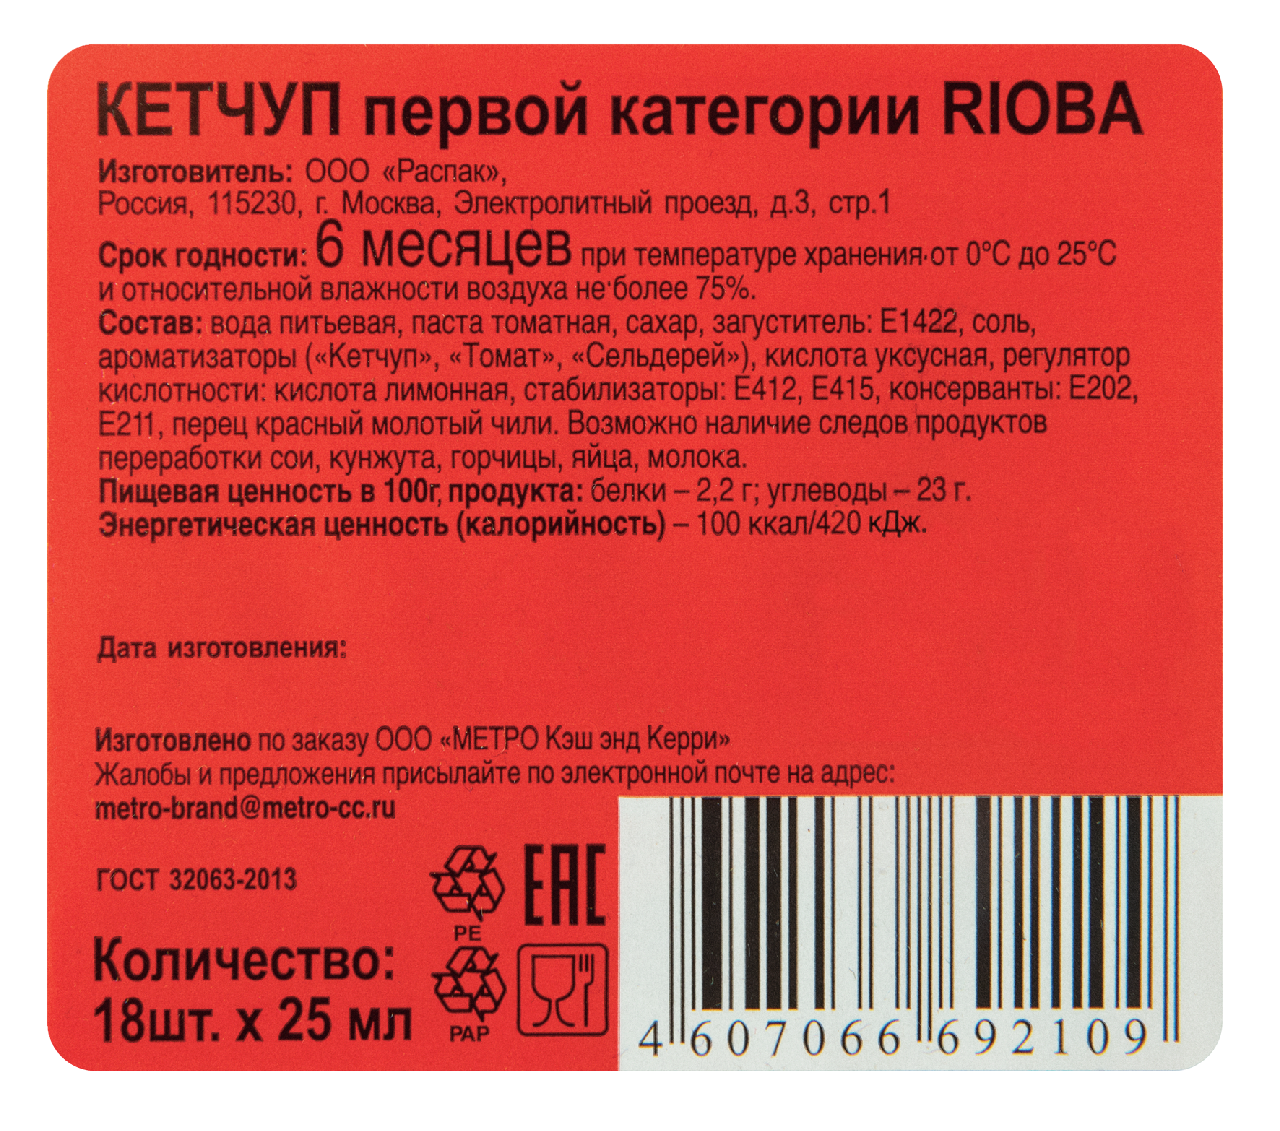 КЕТЧУП первой категории RIOBA
Изготовитель: ООО «Распак»,
Россия, 115230, г. Москва, Электролитный проезд, д.3, стр.1
Срок годности: 6 месяцев при температуре хранения от 0°С до 25°С
и относительной влажности воздуха не более 75%.
Состав: вода питьевая, паста томатная, сахар, загуститель: Е1422, соль,
ароматизаторы («Кетчуп», «Томат», «Сельдерей»), кислота уксусная, регулятор
кислотности: кислота лимонная, стабилизаторы: Е412, Е415, консерванты: Е202,
Е211, перец красный молотый чили. Возможно наличие следов продуктов
переработки сои, кунжута, горчицы, яйца, молока.
Пищевая ценность в 100г, продукта: белки – 2,2 г; углеводы – 23 г.
Энергетическая ценность (калорийность) – 100 ккал/420 кДж.
Дата изготовления:
Изготовлено по заказу ООО «МЕТРО Кэш энд Керри»
Жалобы и предложения присылайте по электронной почте на адрес:
metro-brand@metro-cc.ru
ГОСТ 32063-2013
PE
EAC
Количество:
18шт. х 25 мл
PAP
4 607066 692109